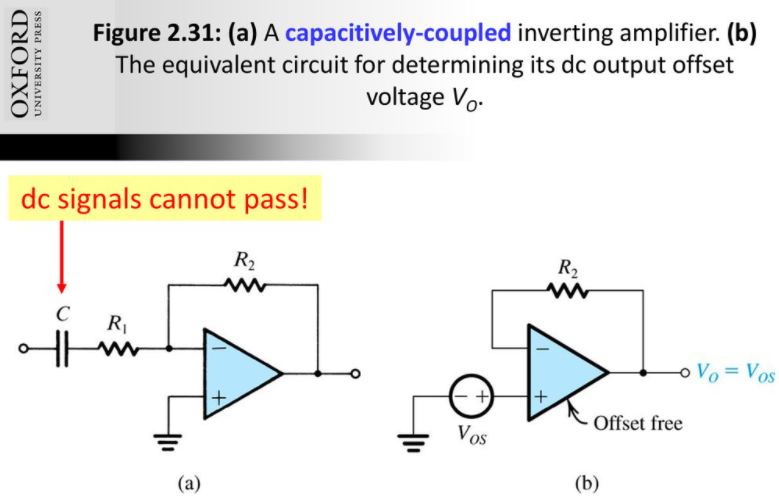 OXFORD
UNIVERSITY PRESS
Figure 2.31: (a) A capacitively-coupled inverting amplifier. (b)
The equivalent circuit for determining its dc output offset
voltage VO.
dc signals cannot pass!
C
R1
R2
−
+
(a)
R2
−
+
− +
VOS
VO = VOS
Offset free
(b)